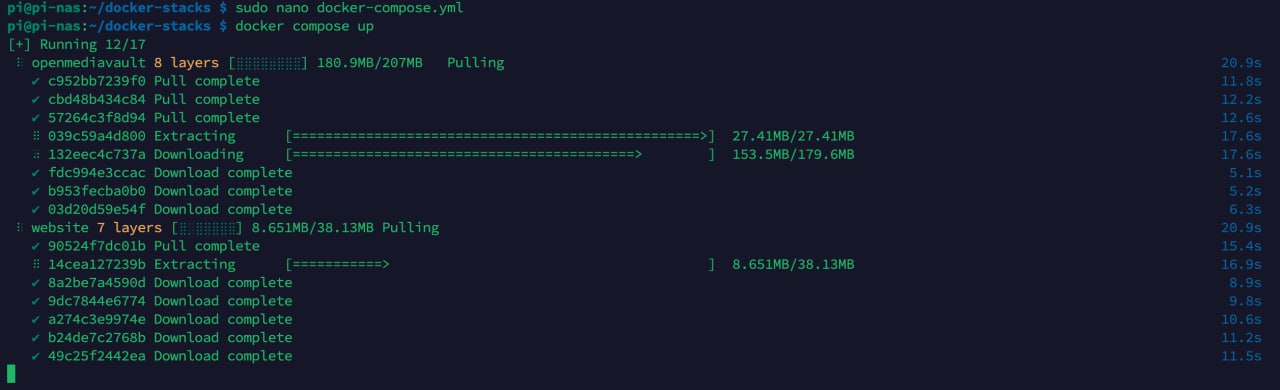 pi@pi-nas:~/docker-stacks $ sudo nano docker-compose.yml
pi@pi-nas:~/docker-stacks $ docker compose up
[+] Running 12/17
⠿ openmediavault 8 layers [⣿⣿⣿⣿⣶⣿⣿⣿] 180.9MB/207MB   Pulling 20.9s
✔ c952bb7239f0 Pull complete 11.8s
✔ cbd48b434c84 Pull complete 12.2s
✔ 57264c3f8d94 Pull complete 12.6s
⠿ 039c59a4d800 Extracting      [==================================================>]  27.41MB/27.41MB 17.6s
⠿ 132eec4c737a Downloading     [==========================================>        ]  153.5MB/179.6MB 17.6s
✔ fdc994e3ccac Download complete 5.1s
✔ b953fecba0b0 Download complete 5.2s
✔ 03d20d59e54f Download complete 6.3s
⠿ website 7 layers [⣿⣀⣿⣿⣿⣿⣿] 8.651MB/38.13MB Pulling 20.9s
✔ 90524f7dc01b Pull complete 15.4s
⠿ 14cea127239b Extracting      [===========>                                       ]  8.651MB/38.13MB 16.9s
✔ 8a2be7a4590d Download complete 8.9s
✔ 9dc7844e6774 Download complete 9.8s
✔ a274c3e9974e Download complete 10.6s
✔ b24de7c2768b Download complete 11.2s
✔ 49c25f2442ea Download complete 11.5s